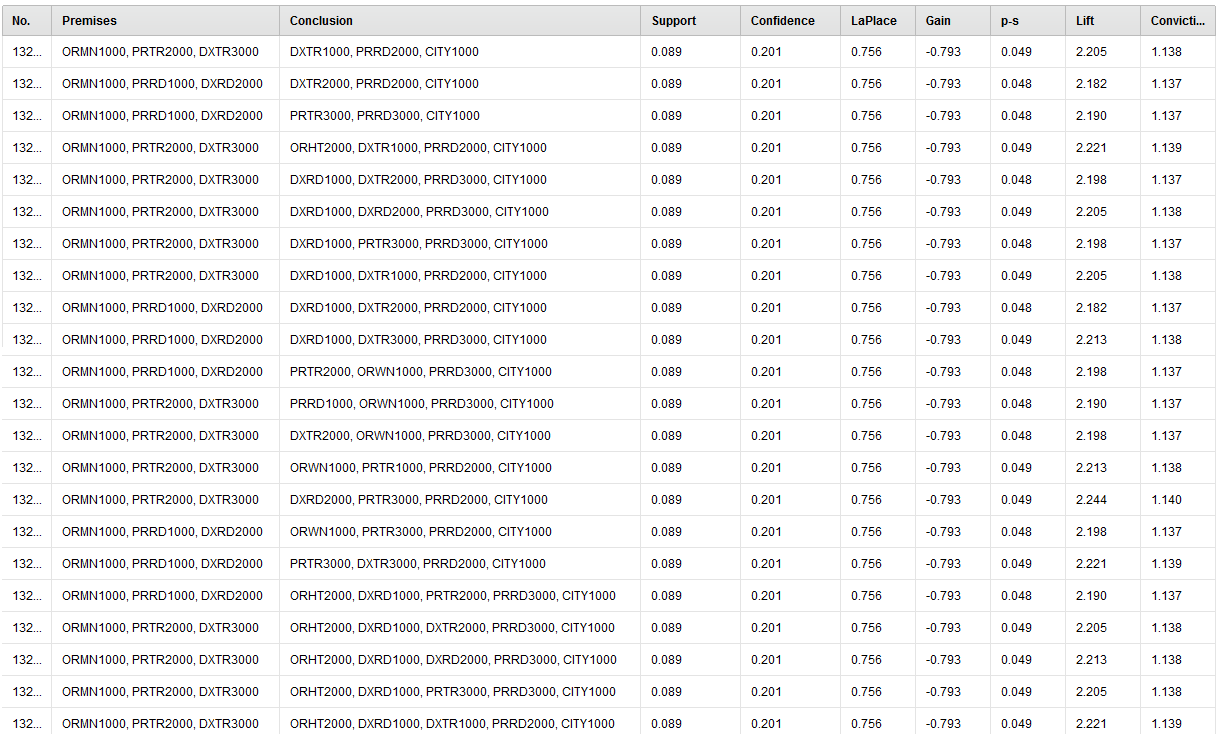 No. Premises Conclusion Support Confidence LaPlace Gain p-s Lift Convicti...
132... ORMN1000, PRTR2000, DXTR3000 DXTR1000, PRRD2000, CITY1000 0.089 0.201 0.756 -0.793 0.049 2.205 1.138
132... ORMN1000, PRRD1000, DXRD2000 DXTR2000, PRRD2000, CITY1000 0.089 0.201 0.756 -0.793 0.048 2.182 1.137
132... ORMN1000, PRRD1000, DXRD2000 PRTR3000, PRRD3000, CITY1000 0.089 0.201 0.756 -0.793 0.048 2.190 1.137
132... ORMN1000, PRTR2000, DXTR3000 ORHT2000, DXTR1000, PRRD2000, CITY1000 0.089 0.201 0.756 -0.793 0.049 2.221 1.139
132... ORMN1000, PRTR2000, DXTR3000 DXRD1000, DXTR2000, PRRD3000, CITY1000 0.089 0.201 0.756 -0.793 0.048 2.198 1.137
132... ORMN1000, PRTR2000, DXTR3000 DXRD1000, DXRD2000, PRRD3000, CITY1000 0.089 0.201 0.756 -0.793 0.049 2.205 1.138
132... ORMN1000, PRTR2000, DXTR3000 DXRD1000, PRTR3000, PRRD3000, CITY1000 0.089 0.201 0.756 -0.793 0.048 2.198 1.137
132... ORMN1000, PRTR2000, DXTR3000 DXRD1000, DXTR1000, PRRD2000, CITY1000 0.089 0.201 0.756 -0.793 0.049 2.205 1.138
132... ORMN1000, PRRD1000, DXRD2000 DXRD1000, DXTR2000, PRRD2000, CITY1000 0.089 0.201 0.756 -0.793 0.048 2.182 1.137
132... ORMN1000, PRRD1000, DXRD2000 DXRD1000, DXTR3000, PRRD3000, CITY1000 0.089 0.201 0.756 -0.793 0.049 2.213 1.138
132... ORMN1000, PRRD1000, DXRD2000 PRTR2000, ORWN1000, PRRD3000, CITY1000 0.089 0.201 0.756 -0.793 0.048 2.198 1.137
132... ORMN1000, PRTR2000, DXTR3000 PRRD1000, ORWN1000, PRRD3000, CITY1000 0.089 0.201 0.756 -0.793 0.048 2.190 1.137
132... ORMN1000, PRTR2000, DXTR3000 DXTR2000, ORWN1000, PRRD3000, CITY1000 0.089 0.201 0.756 -0.793 0.048 2.198 1.137
132... ORMN1000, PRTR2000, DXTR3000 ORWN1000, PRTR1000, PRRD2000, CITY1000 0.089 0.201 0.756 -0.793 0.049 2.213 1.138
132... ORMN1000, PRTR2000, DXTR3000 DXRD2000, PRTR3000, PRRD2000, CITY1000 0.089 0.201 0.756 -0.793 0.049 2.244 1.140
132... ORMN1000, PRRD1000, DXRD2000 ORWN1000, PRTR3000, PRRD2000, CITY1000 0.089 0.201 0.756 -0.793 0.048 2.198 1.137
132... ORMN1000, PRRD1000, DXRD2000 PRTR3000, DXTR3000, PRRD2000, CITY1000 0.089 0.201 0.756 -0.793 0.049 2.221 1.139
132... ORMN1000, PRRD1000, DXRD2000 ORHT2000, DXRD1000, PRTR2000, PRRD3000, CITY1000 0.089 0.201 0.756 -0.793 0.048 2.190 1.137
132... ORMN1000, PRTR2000, DXTR3000 ORHT2000, DXRD1000, DXTR2000, PRRD3000, CITY1000 0.089 0.201 0.756 -0.793 0.049 2.205 1.138
132... ORMN1000, PRTR2000, DXTR3000 ORHT2000, DXRD1000, DXRD2000, PRRD3000, CITY1000 0.089 0.201 0.756 -0.793 0.049 2.213 1.138
132... ORMN1000, PRTR2000, DXTR3000 ORHT2000, DXRD1000, PRTR3000, PRRD3000, CITY1000 0.089 0.201 0.756 -0.793 0.049 2.205 1.138
132... ORMN1000, PRTR2000, DXTR3000 ORHT2000, DXRD1000, DXTR1000, PRRD2000, CITY1000 0.089 0.201 0.756 -0.793 0.049 2.221 1.139